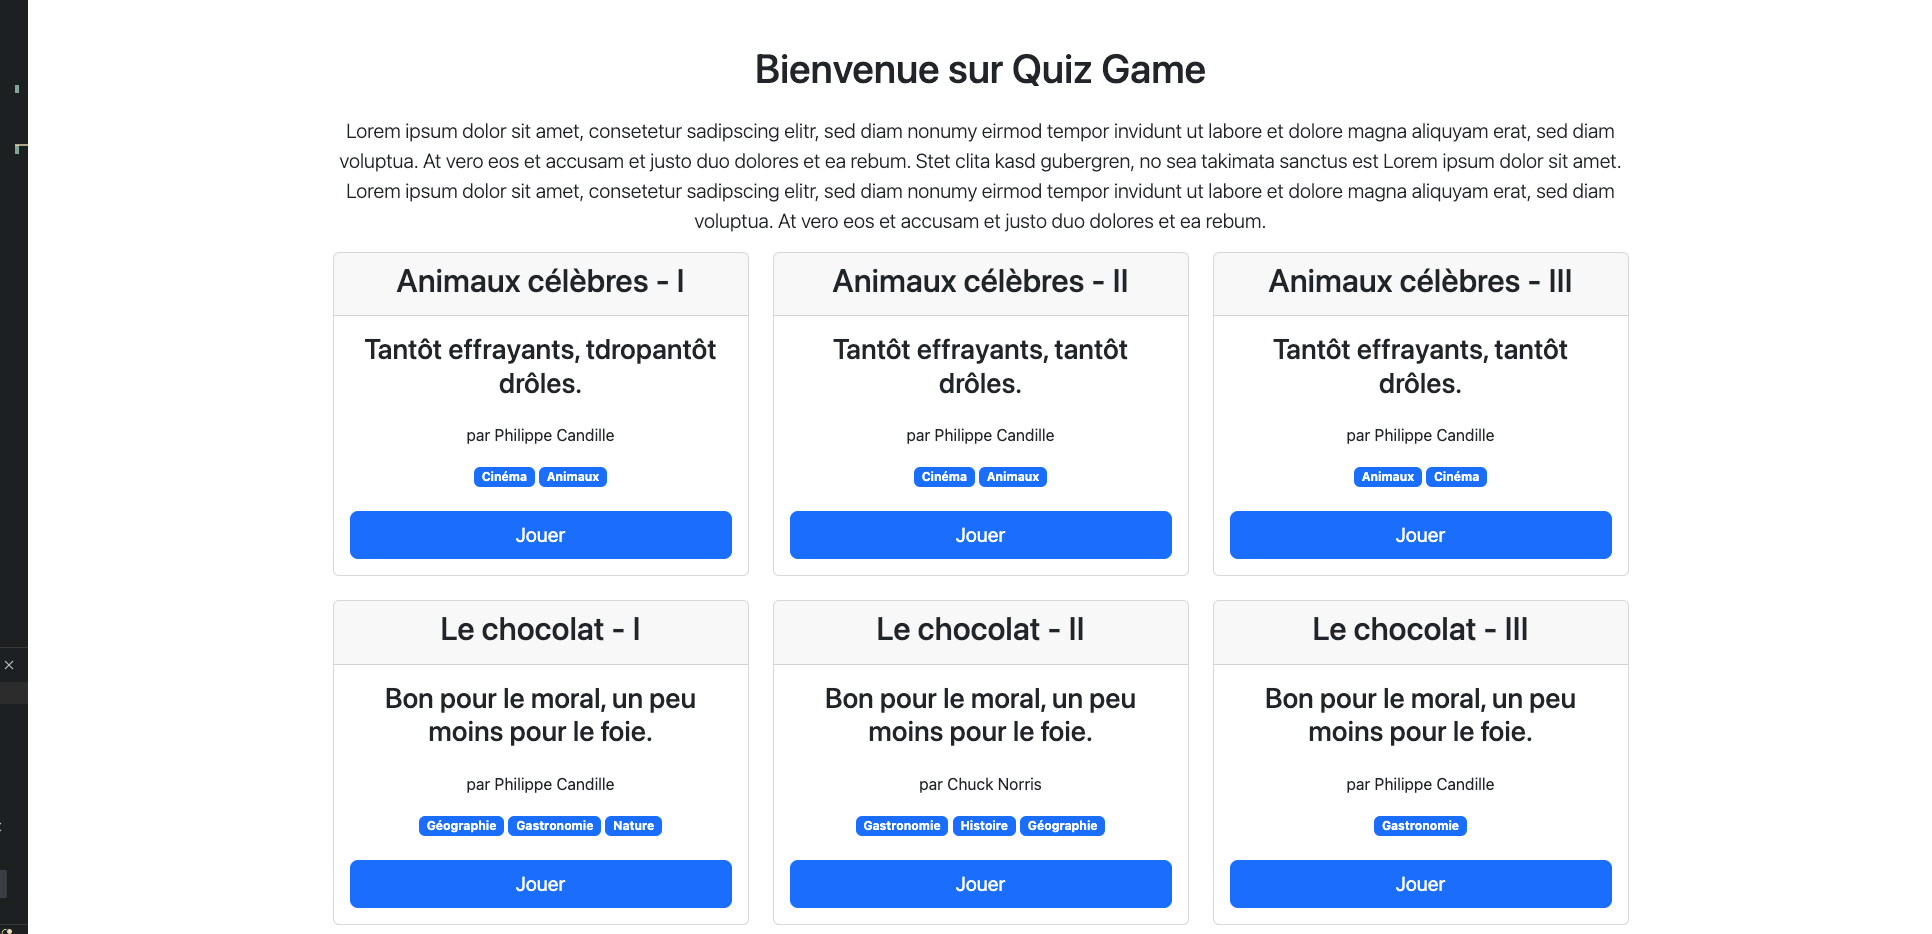 Bienvenue sur Quiz Game
Lorem ipsum dolor sit amet, consetetur sadipscing elitr, sed diam nonumy eirmod tempor invidunt ut labore et dolore magna aliquyam erat, sed diam
voluptua. At vero eos et accusam et justo duo dolores et ea rebum. Stet clita kasd gubergren, no sea takimata sanctus est Lorem ipsum dolor sit amet.
Lorem ipsum dolor sit amet, consetetur sadipscing elitr, sed diam nonumy eirmod tempor invidunt ut labore et dolore magna aliquyam erat, sed diam
voluptua. At vero eos et accusam et justo duo dolores et ea rebum.
Animaux célèbres - I
Tantôt effrayants, tdropantôt
drôles.
par Philippe Candille
Cinéma Animaux
Jouer
Animaux célèbres - II
Tantôt effrayants, tantôt
drôles.
par Philippe Candille
Cinéma Animaux
Jouer
Animaux célèbres - III
Tantôt effrayants, tantôt
drôles.
par Philippe Candille
Animaux Cinéma
Jouer
Le chocolat - I
Bon pour le moral, un peu
moins pour le foie.
par Philippe Candille
Géographie Gastronomie Nature
Jouer
Le chocolat - II
Bon pour le moral, un peu
moins pour le foie.
par Chuck Norris
Gastronomie Histoire Géographie
Jouer
Le chocolat - III
Bon pour le moral, un peu
moins pour le foie.
par Philippe Candille
Gastronomie
Jouer